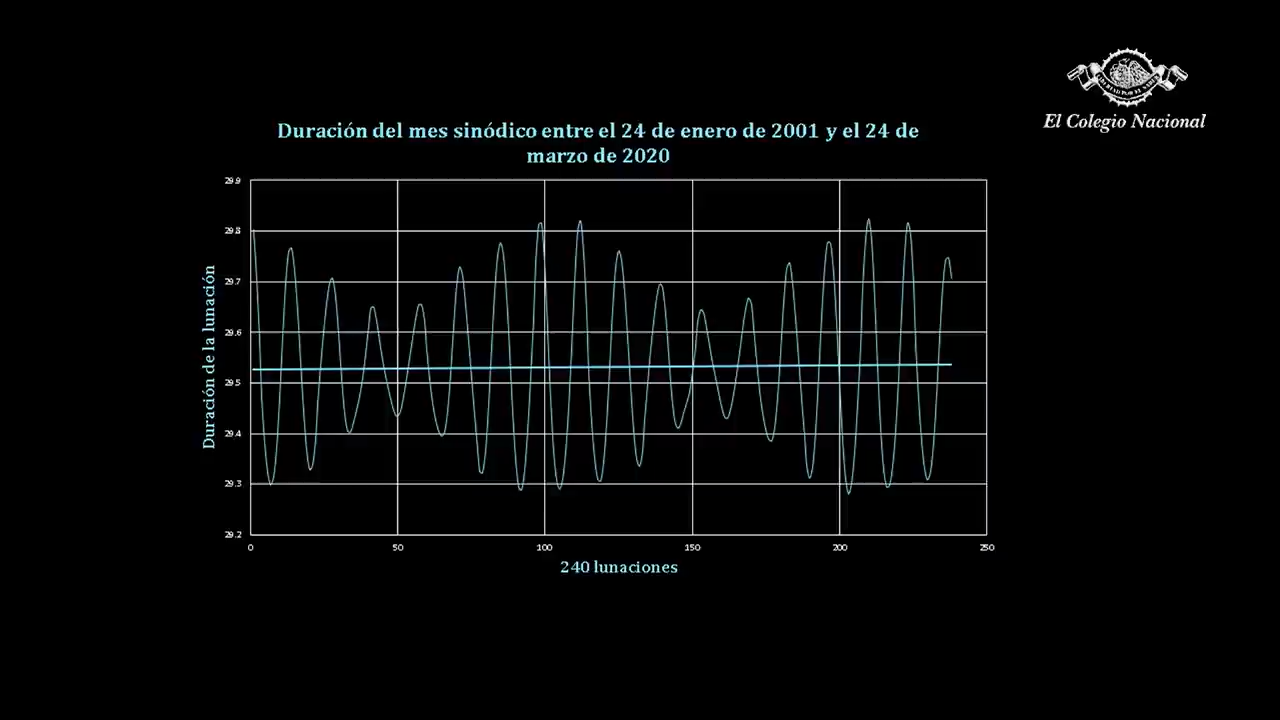 El Colegio Nacional
Duración del mes sinódico entre el 24 de enero de 2001 y el 24 de
marzo de 2020
Duración de la lunación
29.9
29.8
29.7
29.6
29.5
29.4
29.3
29.2
0 50 100 150 200 250
240 lunaciones